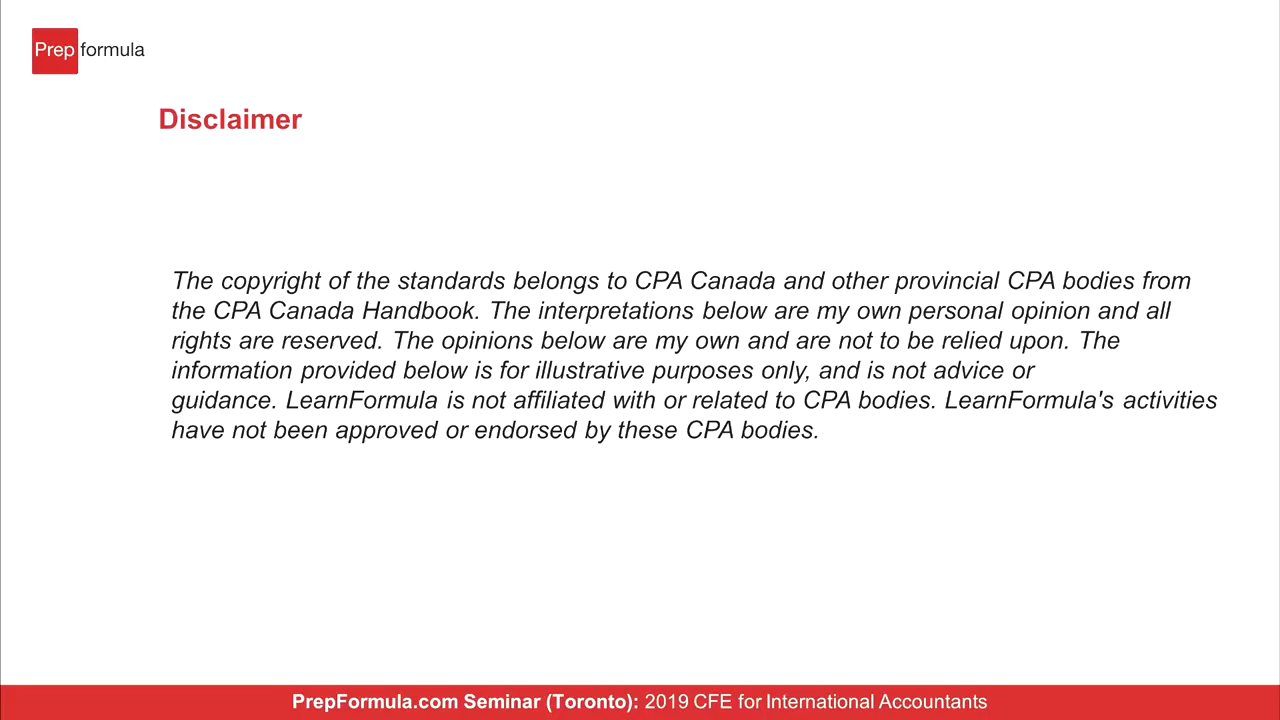 Prep formula
Disclaimer
The copyright of the standards belongs to CPA Canada and other provincial CPA bodies from
the CPA Canada Handbook. The interpretations below are my own personal opinion and all
rights are reserved. The opinions below are my own and are not to be relied upon. The
information provided below is for illustrative purposes only, and is not advice or
guidance. LearnFormula is not affiliated with or related to CPA bodies. LearnFormula's activities
have not been approved or endorsed by these CPA bodies.
PrepFormula.com Seminar (Toronto): 2019 CFE for International Accountants